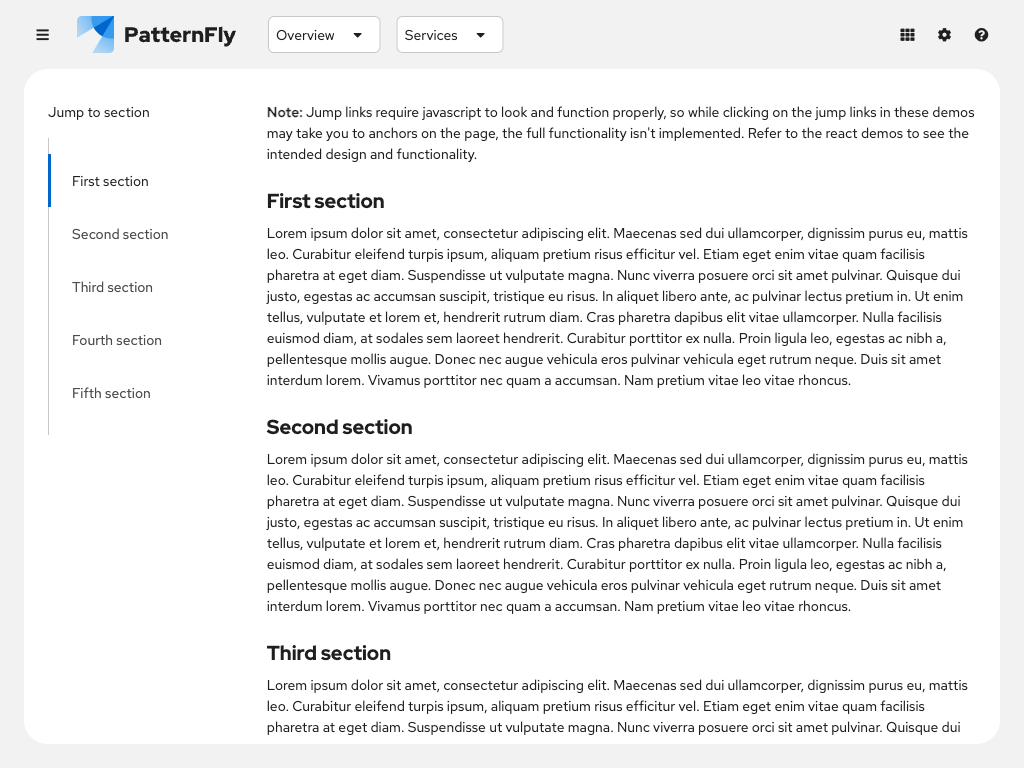 PatternFly
Overview
Services
Jump to section
First section
Second section
Third section
Fourth section
Fifth section
Note: Jump links require javascript to look and function properly, so while clicking on the jump links in these demos
may take you to anchors on the page, the full functionality isn't implemented. Refer to the react demos to see the
intended design and functionality.
First section
Lorem ipsum dolor sit amet, consectetur adipiscing elit. Maecenas sed dui ullamcorper, dignissim purus eu, mattis
leo. Curabitur eleifend turpis ipsum, aliquam pretium risus efficitur vel. Etiam eget enim vitae quam facilisis
pharetra at eget diam. Suspendisse ut vulputate magna. Nunc viverra posuere orci sit amet pulvinar. Quisque dui
justo, egestas ac accumsan suscipit, tristique eu risus. In aliquet libero ante, ac pulvinar lectus pretium in. Ut enim
tellus, vulputate et lorem et, hendrerit rutrum diam. Cras pharetra dapibus elit vitae ullamcorper. Nulla facilisis
euismod diam, at sodales sem laoreet hendrerit. Curabitur porttitor ex nulla. Proin ligula leo, egestas ac nibh a,
pellentesque mollis augue. Donec nec augue vehicula eros pulvinar vehicula eget rutrum neque. Duis sit amet
interdum lorem. Vivamus porttitor nec quam a accumsan. Nam pretium vitae leo vitae rhoncus.
Second section
Lorem ipsum dolor sit amet, consectetur adipiscing elit. Maecenas sed dui ullamcorper, dignissim purus eu, mattis
leo. Curabitur eleifend turpis ipsum, aliquam pretium risus efficitur vel. Etiam eget enim vitae quam facilisis
pharetra at eget diam. Suspendisse ut vulputate magna. Nunc viverra posuere orci sit amet pulvinar. Quisque dui
justo, egestas ac accumsan suscipit, tristique eu risus. In aliquet libero ante, ac pulvinar lectus pretium in. Ut enim
tellus, vulputate et lorem et, hendrerit rutrum diam. Cras pharetra dapibus elit vitae ullamcorper. Nulla facilisis
euismod diam, at sodales sem laoreet hendrerit. Curabitur porttitor ex nulla. Proin ligula leo, egestas ac nibh a,
pellentesque mollis augue. Donec nec augue vehicula eros pulvinar vehicula eget rutrum neque. Duis sit amet
interdum lorem. Vivamus porttitor nec quam a accumsan. Nam pretium vitae leo vitae rhoncus.
Third section
Lorem ipsum dolor sit amet, consectetur adipiscing elit. Maecenas sed dui ullamcorper, dignissim purus eu, mattis
leo. Curabitur eleifend turpis ipsum, aliquam pretium risus efficitur vel. Etiam eget enim vitae quam facilisis
pharetra at eget diam. Suspendisse ut vulputate magna. Nunc viverra posuere orci sit amet pulvinar. Quisque dui